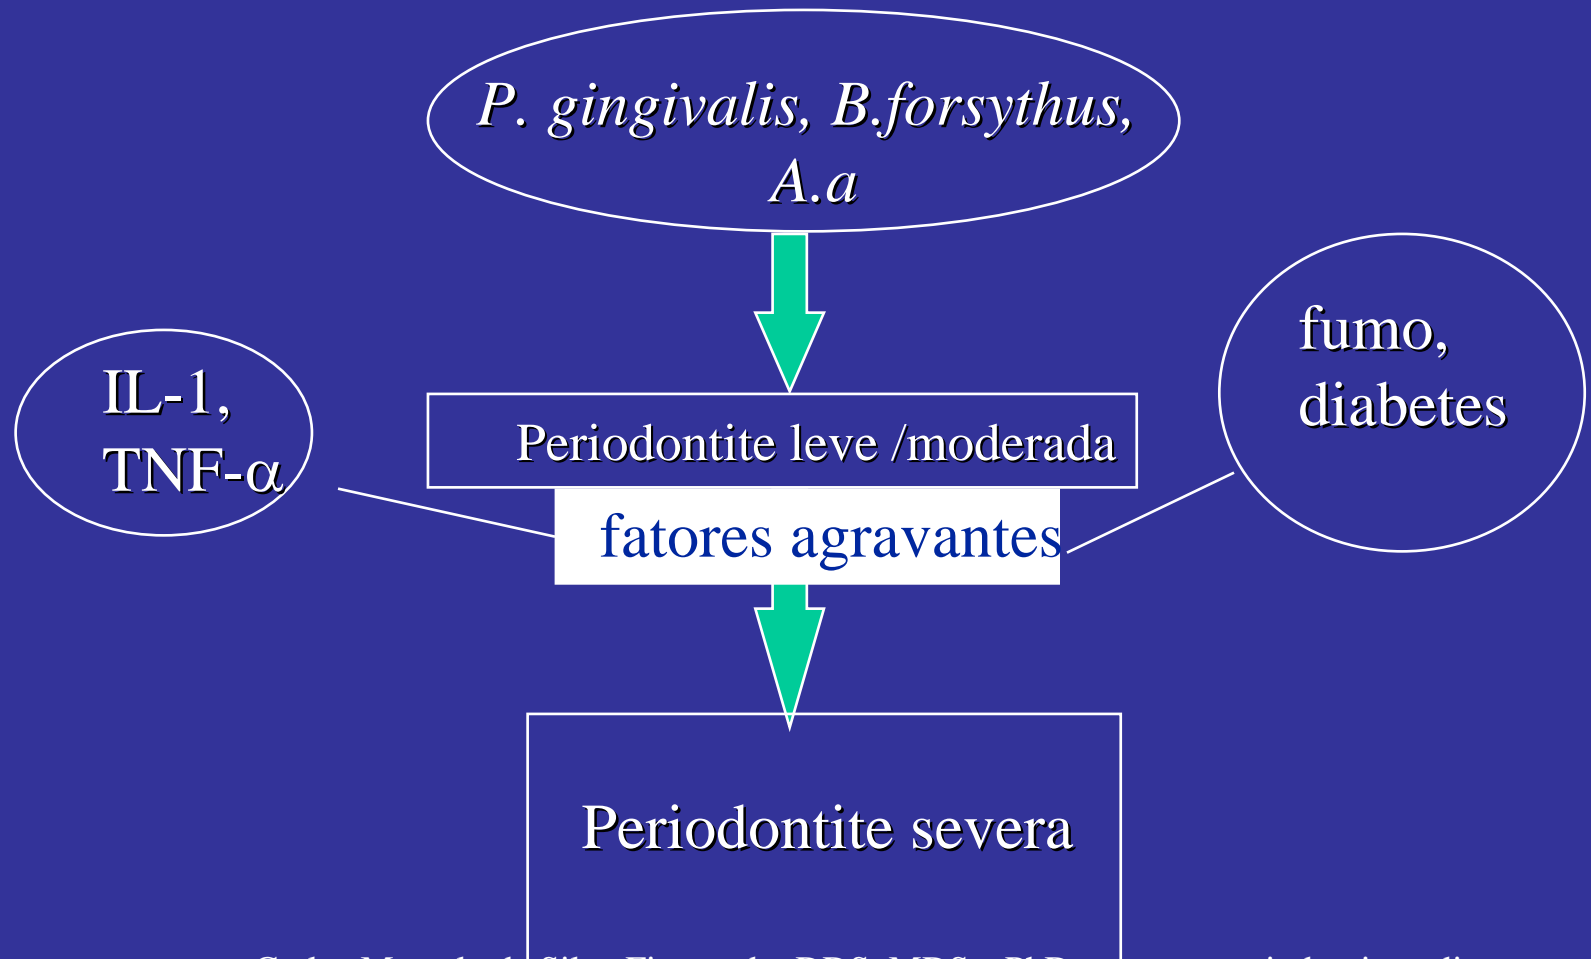 P. gingivalis, B.forsythus,
A.a
IL-1,
TNF-α
fumo,
diabetes
Periodontite leve /moderada
fatores agravantes
Periodontite severa